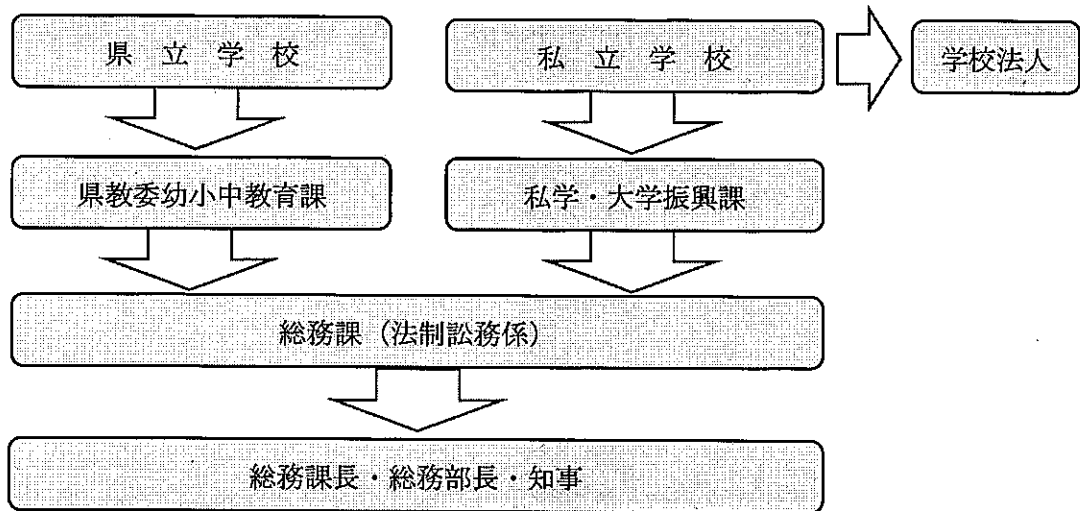 県立学校
私立学校
学校法人
県教委幼小中教育課
私学・大学振興課
総務課（法制訟務係）
総務課長・総務部長・知事